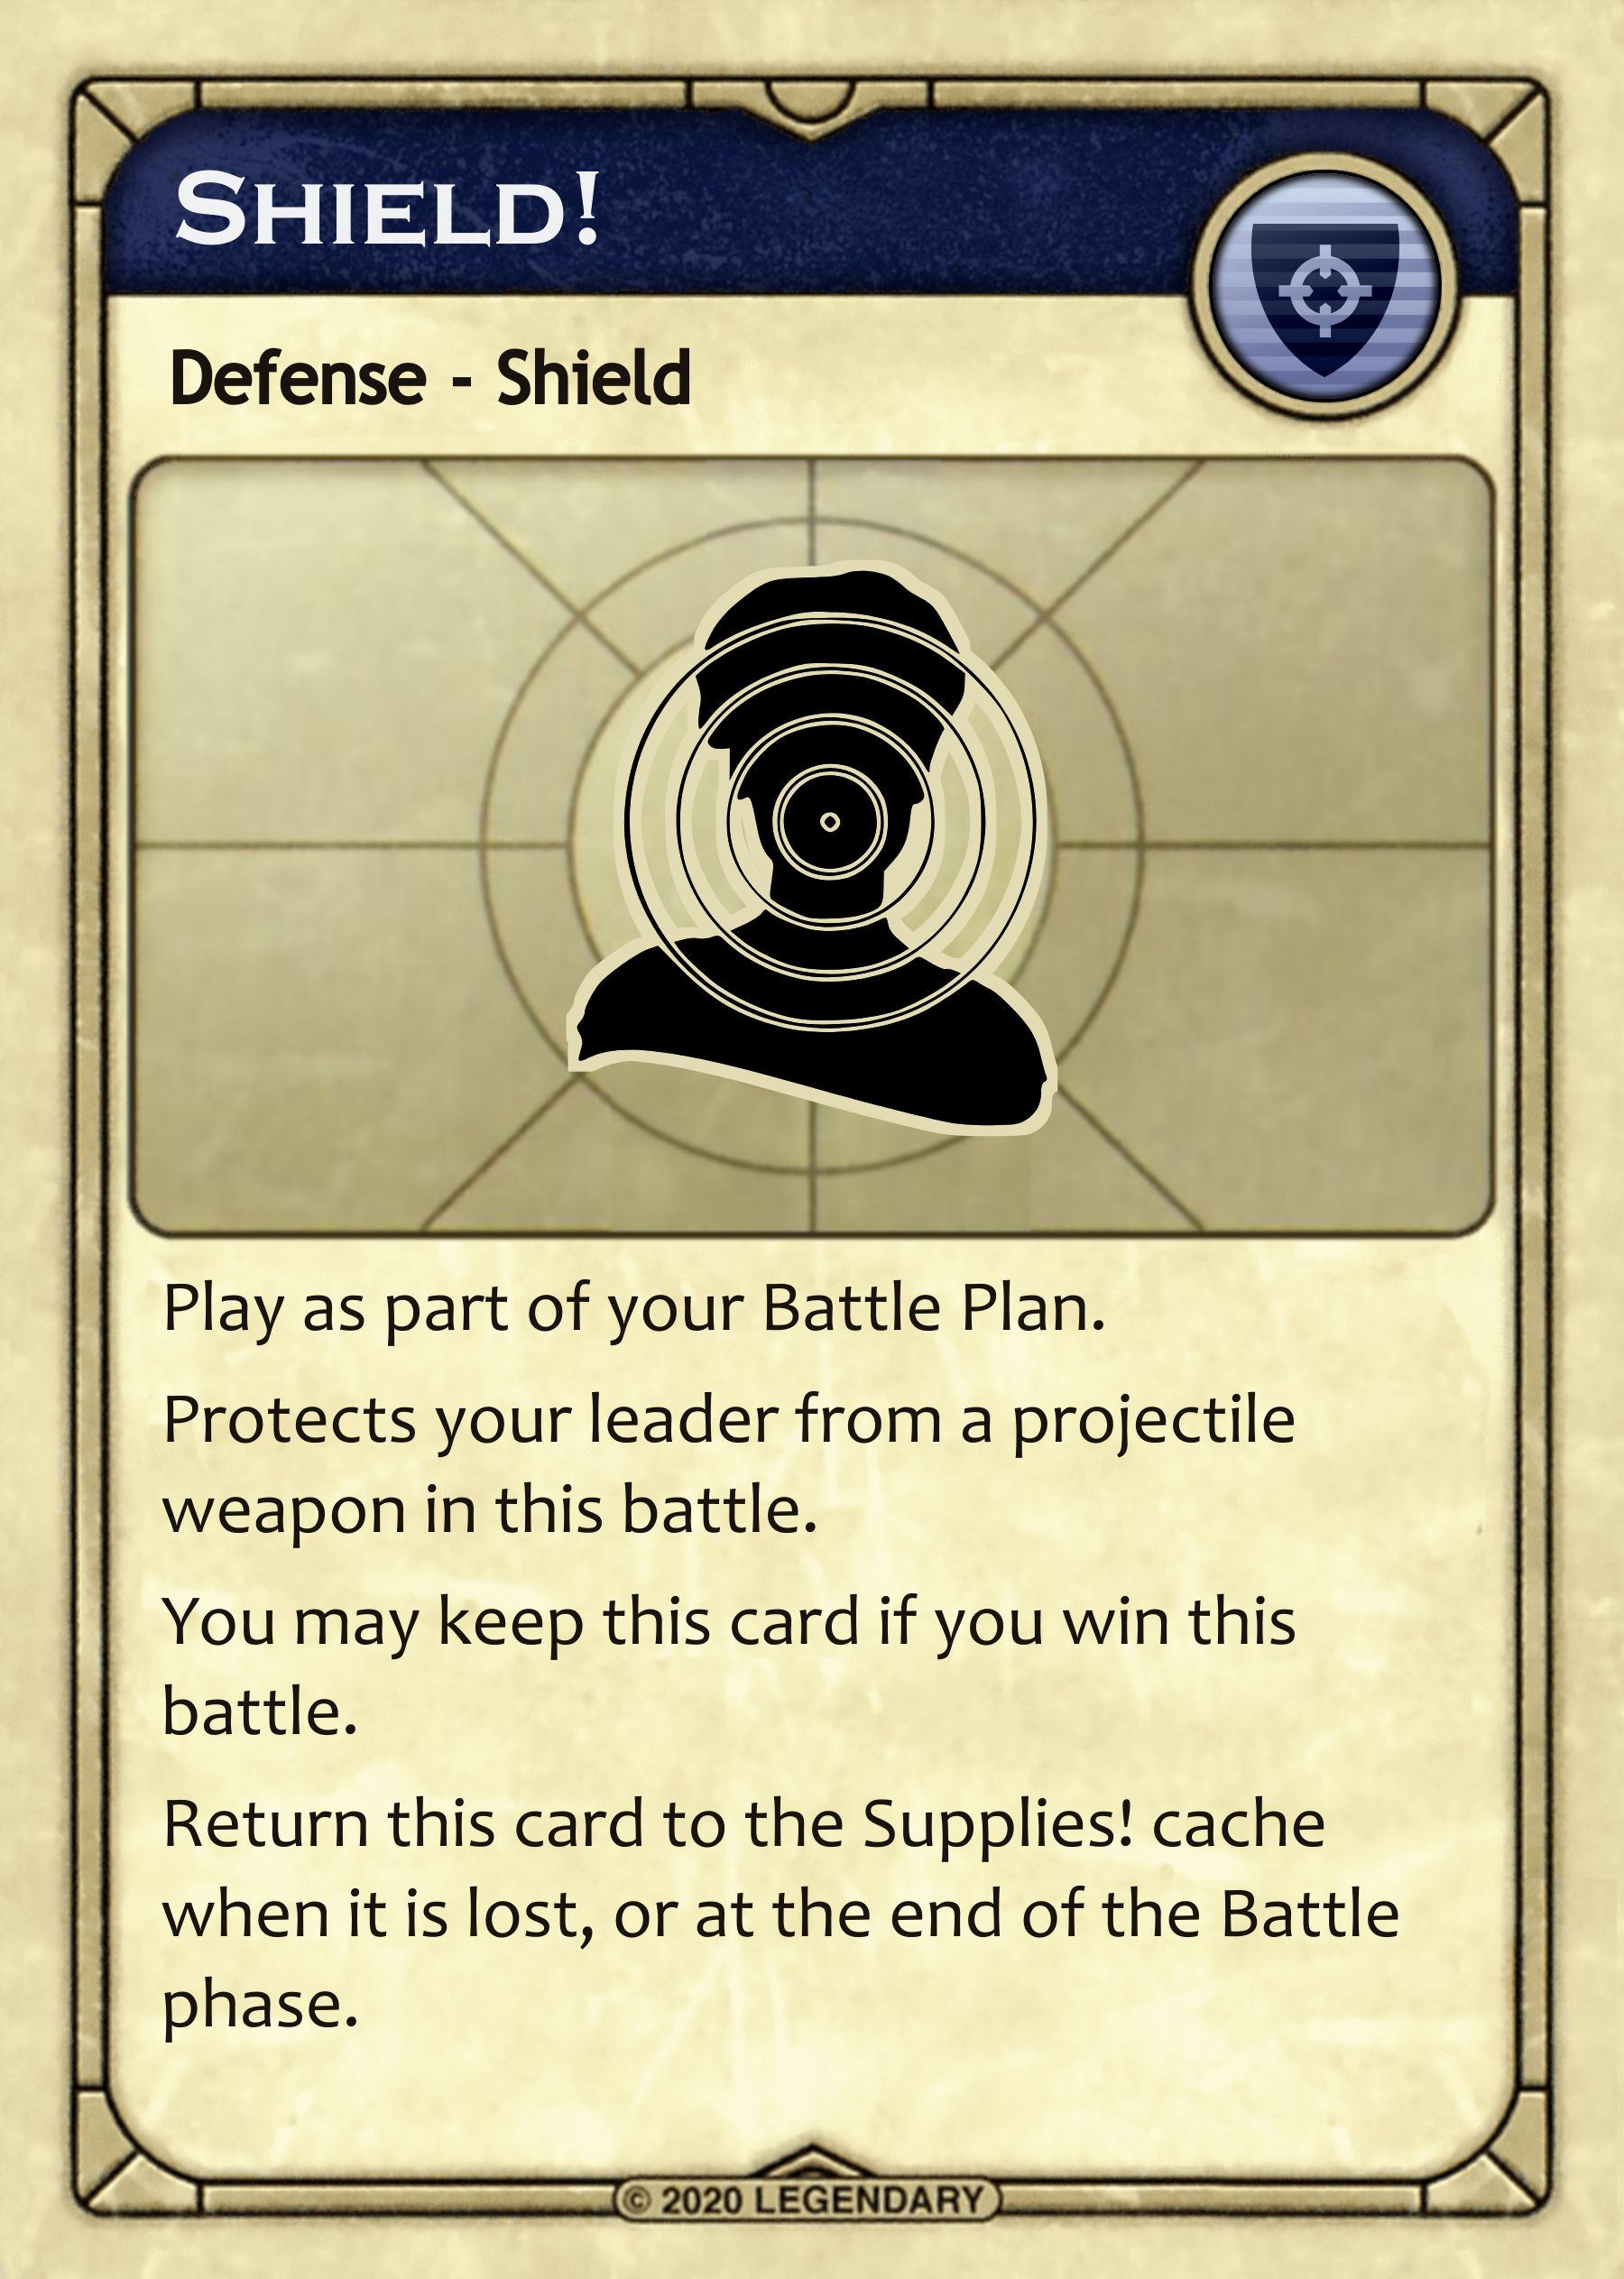 Shield!
Defense - Shield
Play as part of your Battle Plan.
Protects your leader from a projectile
weapon in this battle.
You may keep this card if you win this
battle.
Return this card to the Supplies! cache
when it is lost, or at the end of the Battle
phase.
© 2020 LEGENDARY